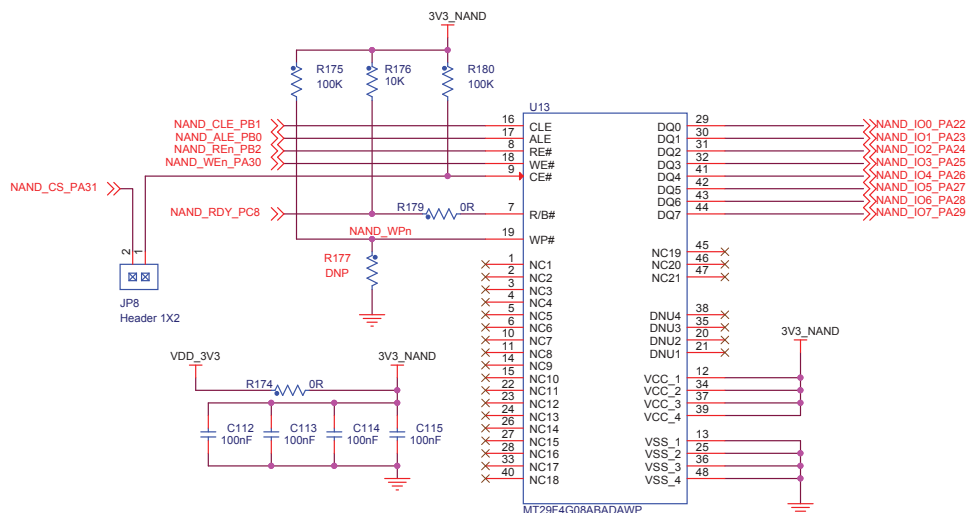 3V3_NAND
R175
100K
R176
10K
R180
100K
U13
NAND_CLE_PB1 16 CLE DQ0 29 NAND_IO0_PA22
NAND_ALE_PB0 17 ALE DQ1 30 NAND_IO1_PA23
NAND_REn_PB2 8 RE# DQ2 31 NAND_IO2_PA24
NAND_WEn_PA30 18 WE# DQ3 32 NAND_IO3_PA25
9 CE# DQ4 41 NAND_IO4_PA26
NAND_CS_PA31 DQ5 42 NAND_IO5_PA27
DQ6 43 NAND_IO6_PA28
NAND_RDY_PC8 R179 0R 7 R/B# DQ7 44 NAND_IO7_PA29
NAND_WPn 19 WP#
R177
DNP
2 1
JP8
Header 1X2
1 NC1
2 NC2
3 NC3
4 NC4
5 NC5
6 NC6
10 NC7
11 NC8
14 NC9
15 NC10
22 NC11
23 NC12
24 NC13
26 NC14
27 NC15
28 NC16
33 NC17
40 NC18
NC19 45
NC20 46
NC21 47
DNU4 38
DNU3 35
DNU2 20
DNU1 21
3V3_NAND
VCC_1 12
VCC_2 34
VCC_3 37
VCC_4 39
VSS_1 13
VSS_2 25
VSS_3 36
VSS_4 48
MT29F4G08ABADAWP
VDD_3V3 3V3_NAND
R174 0R
C112
100nF
C113
100nF
C114
100nF
C115
100nF